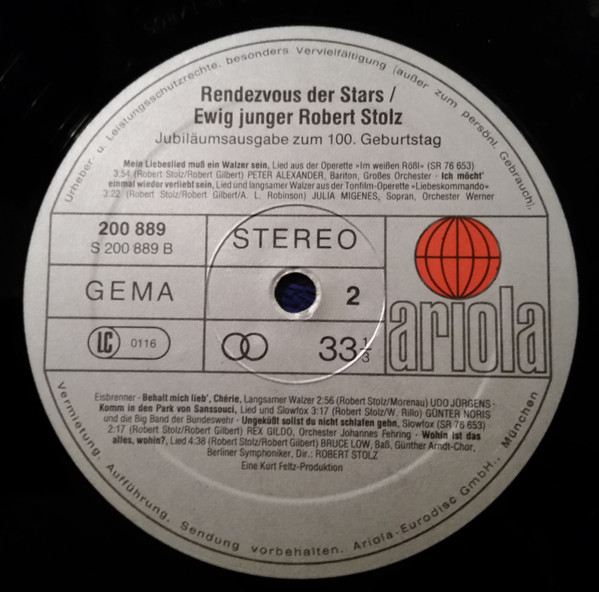 Urheber- u. Leistungsschutzrechte, besonders Vervielfältigung (außer zum persönl. Gebrauch),
Rendezvous der Stars /
Ewig junger Robert Stolz
Jubiläumsausgabe zum 100. Geburtstag
Mein Liebeslied muß ein Walzer sein, Lied aus der Operette »Im weißen Rößl« (SR 76 653)
3:54 (Robert Stolz/Robert Gilbert) PETER ALEXANDER, Bariton, Großes Orchester - Ich möcht'
einmal wieder verliebt sein, Lied und langsamer Walzer aus der Tonfilm-Operette »Liebeskommando«
3:22 (Robert Stolz/Robert Gilbert/A. L. Robinson) JULIA MIGENES, Sopran, Orchester Werner
200 889
S 200 889 B
STEREO
GEMA
2
LC 0116
33 1/3
ariola
Eisbrenner - Behalt mich lieb', Chérie, Langsamer Walzer 2:56 (Robert Stolz/Morenau) UDO JÜRGENS -
Komm in den Park von Sanssouci, Lied und Slowfox 3:17 (Robert Stolz/W. Rillo) GÜNTER NORIS
und die Big Band der Bundeswehr - Ungeküßt sollst du nicht schlafen gehn, Slowfox (SR 76 653)
2:17 (Robert Stolz/Robert Gilbert) REX GILDO, Orchester Johannes Fehring - Wohin ist das
alles, wohin?, Lied 4:38 (Robert Stolz/Robert Gilbert) BRUCE LOW, Baß, Günther Arndt-Chor,
Berliner Symphoniker, Dir.: ROBERT STOLZ
Eine Kurt Feltz-Produktion
Vermietung, Aufführung, Sendung vorbehalten. Ariola-Eurodisc GmbH., München